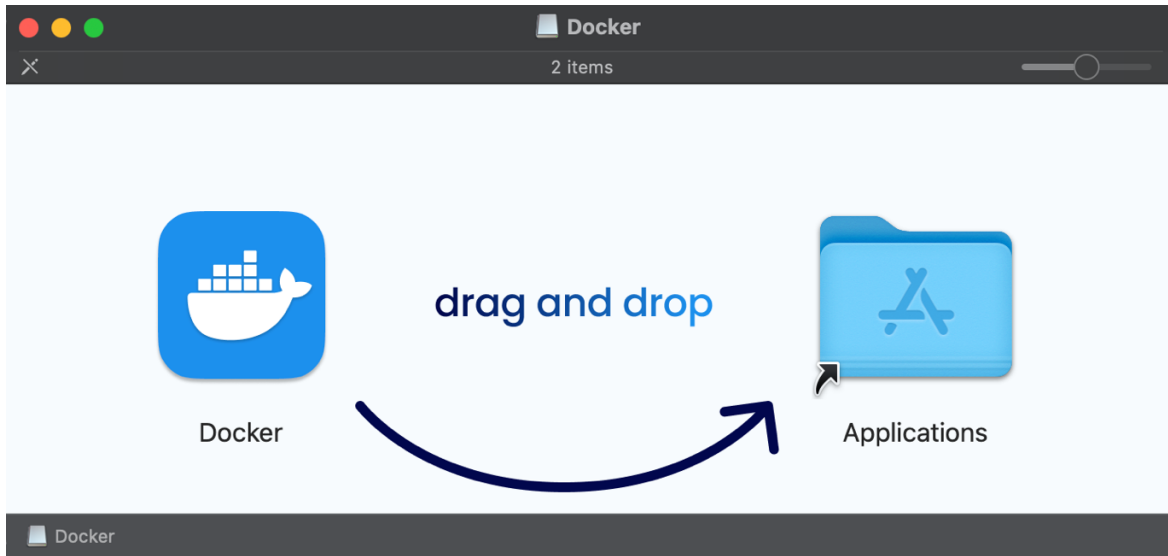 Docker
2 items
drag and drop
Docker
Applications
Docker